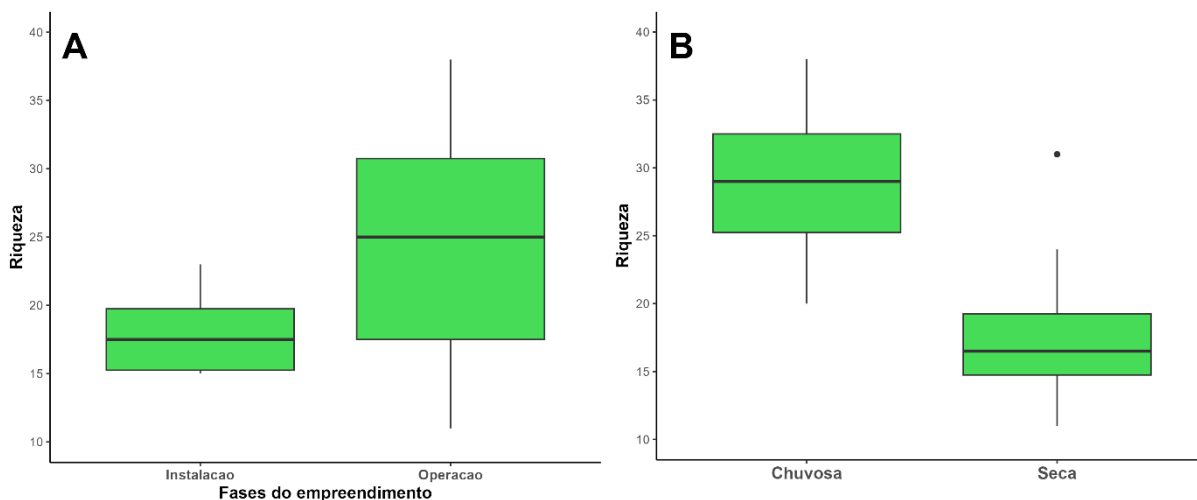 A
Riqueza
40
35
30
25
20
15
10
Instalacao Operacao
Fases do empreendimento
B
Riqueza
40
35
30
25
20
15
10
Chuvosa Seca